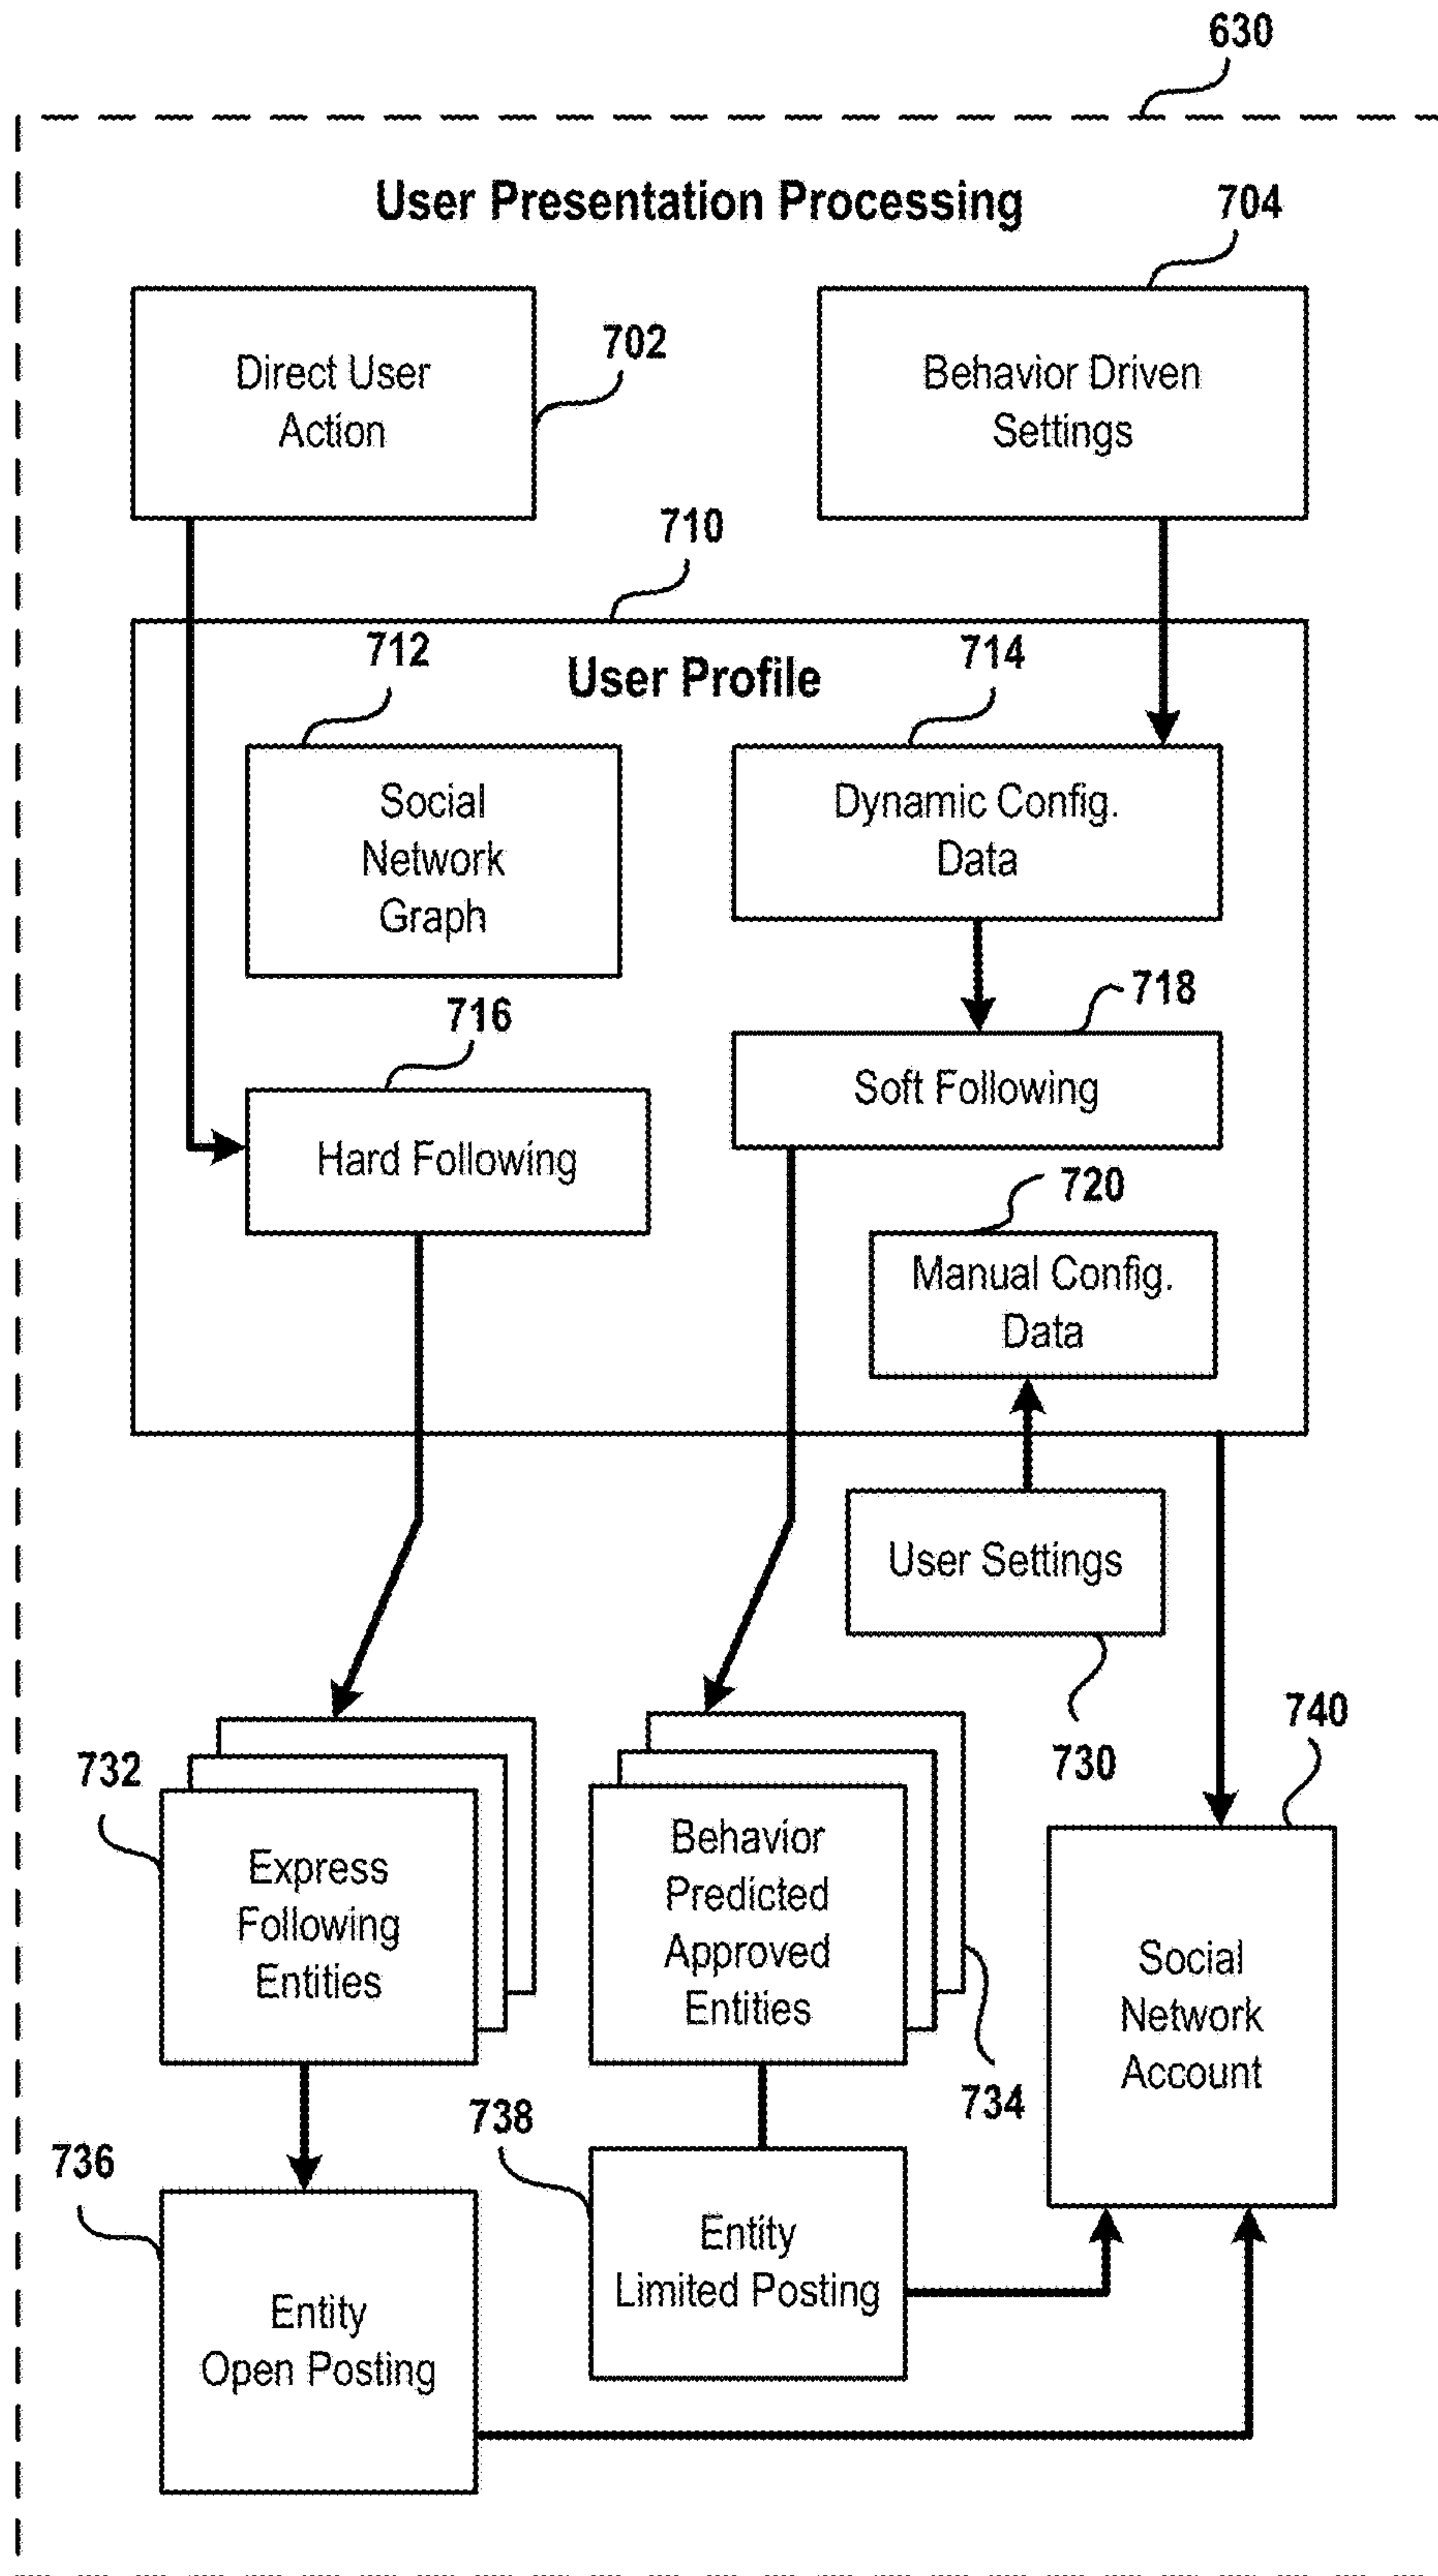 630
User Presentation Processing
704
Direct User
Action
702
Behavior Driven
Settings
710
712
User Profile
714
Social
Network
Graph
Dynamic Config.
Data
716
718
Hard Following
Soft Following
720
Manual Config.
Data
User Settings
730
740
732
Express
Following
Entities
Behavior
Predicted
Approved
Entities
734
Social
Network
Account
736
738
Entity
Open Posting
Entity
Limited Posting